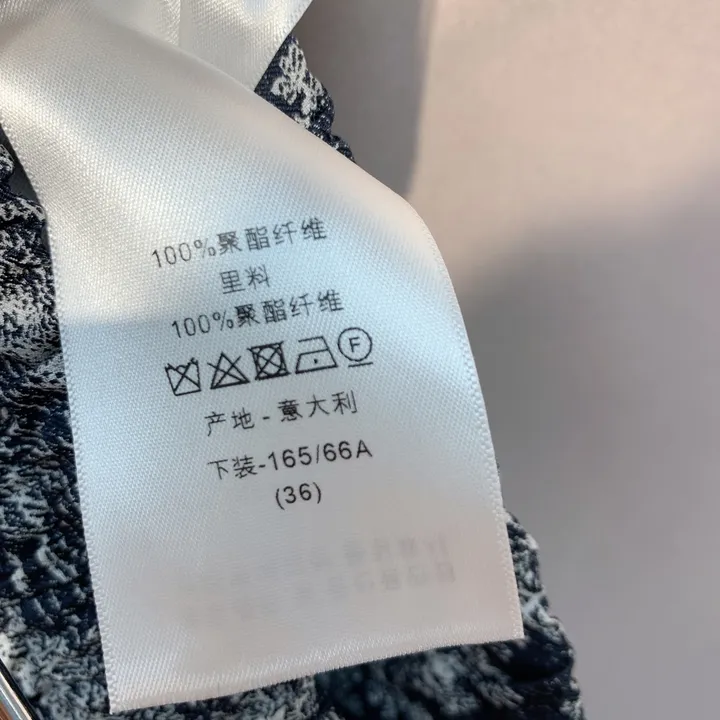 100%聚酯纤维
里料
100%聚酯纤维
F
产地-意大利
下装-165/66A
(36)